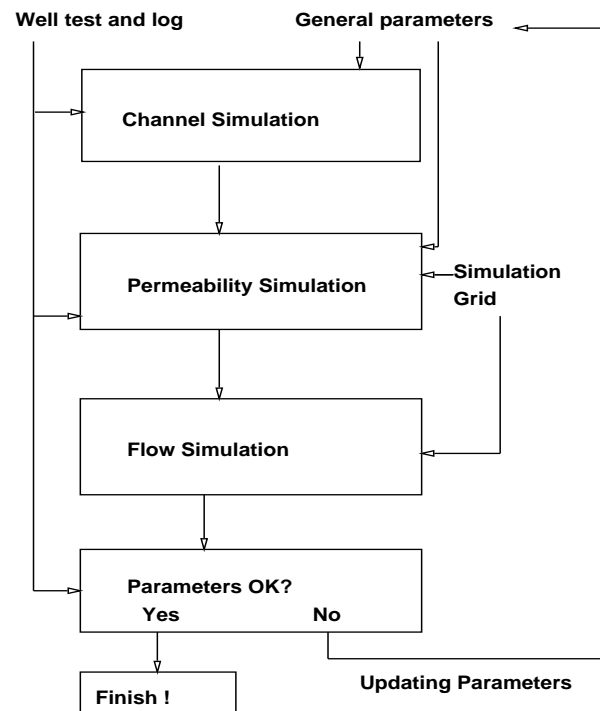 Well test and log
General parameters
Channel Simulation
Permeability Simulation
Simulation
Grid
Flow Simulation
Parameters OK?
Yes
No
Updating Parameters
Finish !